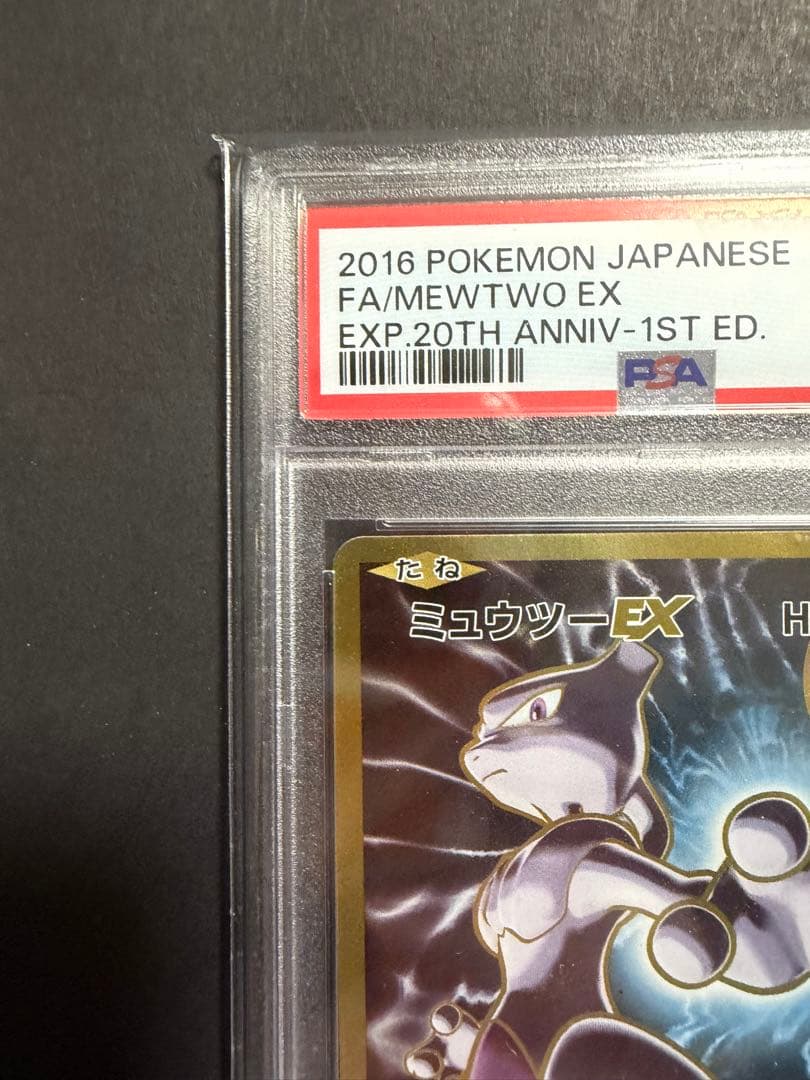 2016 POKEMON JAPANESE
FA/MEWTWO EX
EXP.20TH ANNIV-1ST ED.
PSA
たね
ミュウツーEX H